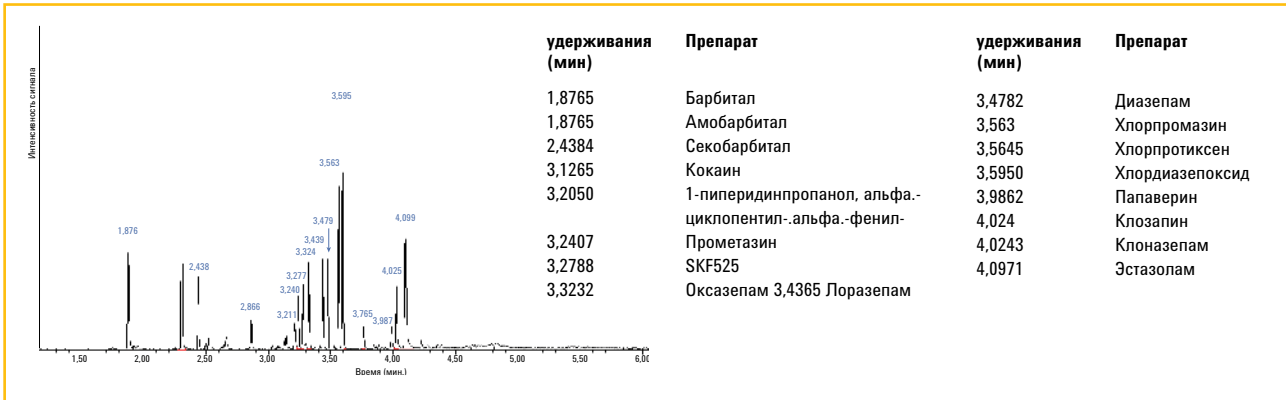 Интенсивность сигнала
3,595
3,563
3,479
4,099
3,439
1,876
3,324
2,438
4,025
3,277
3,240
2,866
3,211
3,765
3,987
1,50
2,00
2,50
3,00
3,50
4,00
4,50
5,00
5,50
6,00
Время (мин.)
удерживания Препарат
(мин)
1,8765 Барбитал
1,8765 Амобарбитал
2,4384 Секобарбитал
3,1265 Кокаин
3,2050 1-пиперидинпропанол, альфа.-
циклопентил-.альфа.-фенил-
3,2407 Прометазин
3,2788 SKF525
3,3232 Оксазепам 3,4365 Лоразепам
удерживания Препарат
(мин)
3,4782 Диазепам
3,563 Хлорпромазин
3,5645 Хлорпротиксен
3,5950 Хлордиазепоксид
3,9862 Папаверин
4,024 Клозапин
4,0243 Клоназепам
4,0971 Эстазолам